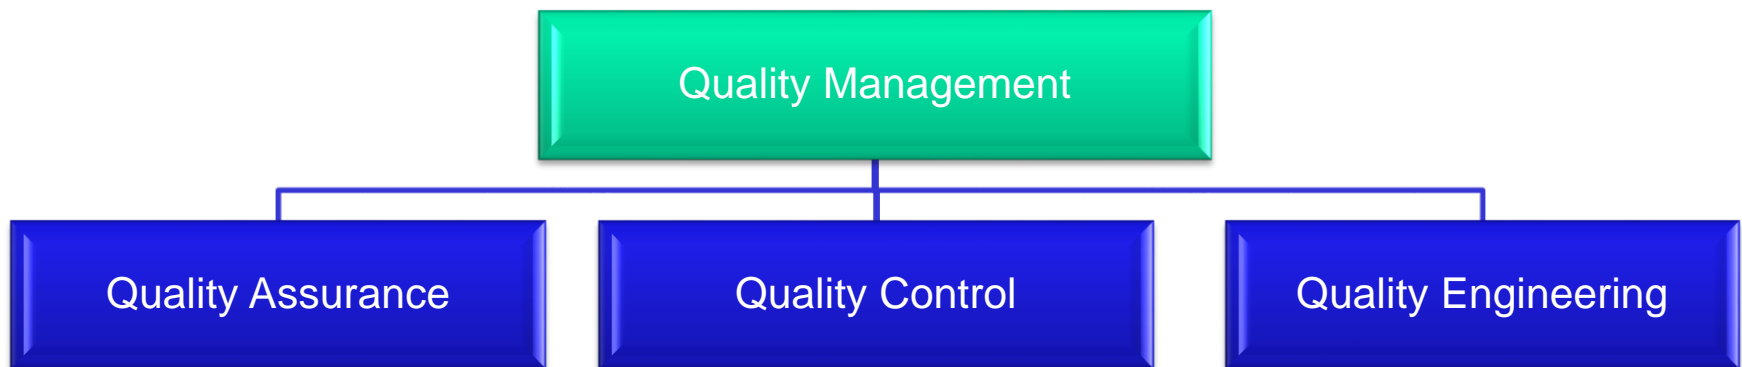 Quality Management
Quality Assurance
Quality Control
Quality Engineering